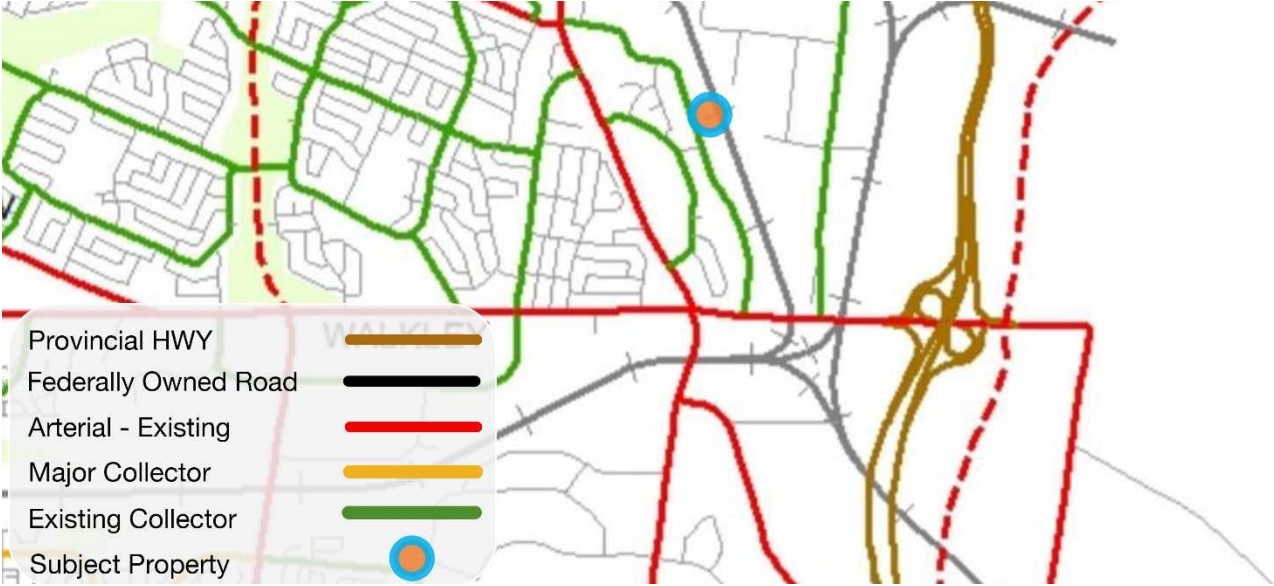 WALKLEY
Provincial HWY
Federally Owned Road
Arterial - Existing
Major Collector
Existing Collector
Subject Property